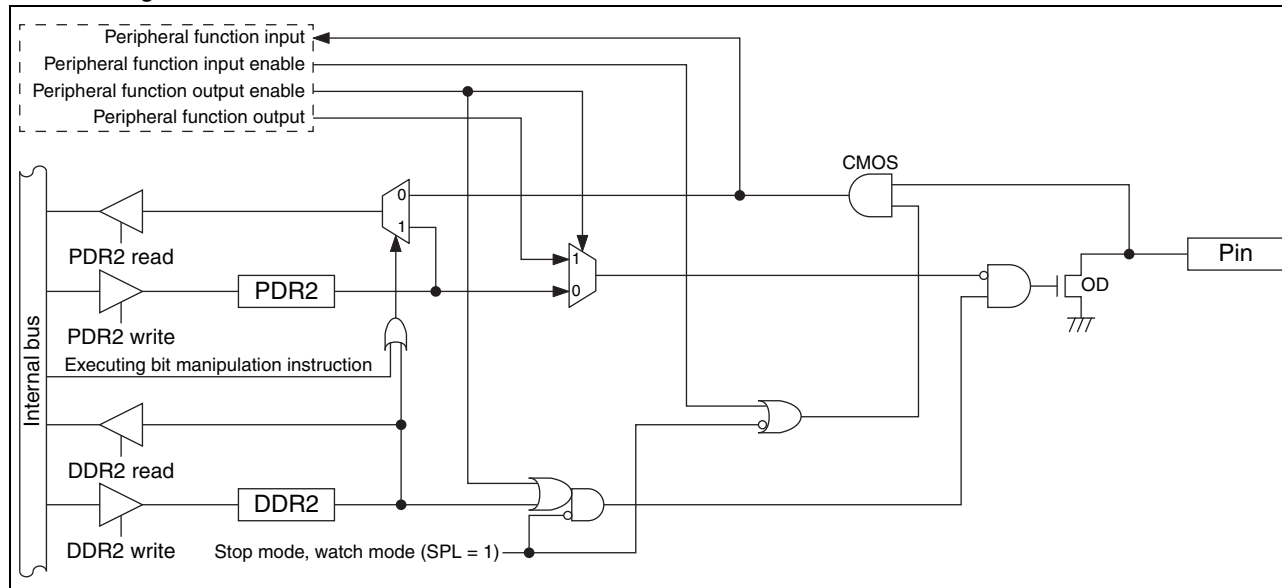 Peripheral function input
Peripheral function input enable
Peripheral function output enable
Peripheral function output
CMOS
0
1
PDR2 read
1
Pin
PDR2
0
OD
PDR2 write
Internal bus
Executing bit manipulation instruction
DDR2 read
DDR2
DDR2 write
Stop mode, watch mode (SPL = 1)